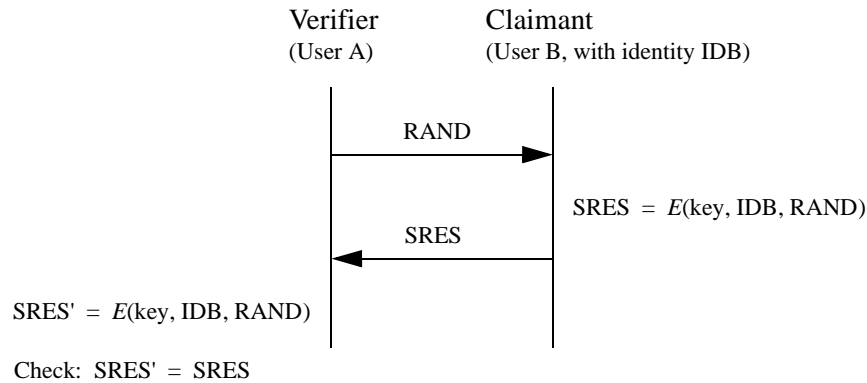 Verifier
(User A)
Claimant
(User B, with identity IDB)
RAND
SRES = E(key, IDB, RAND)
SRES
SRES' = E(key, IDB, RAND)
Check: SRES' = SRES